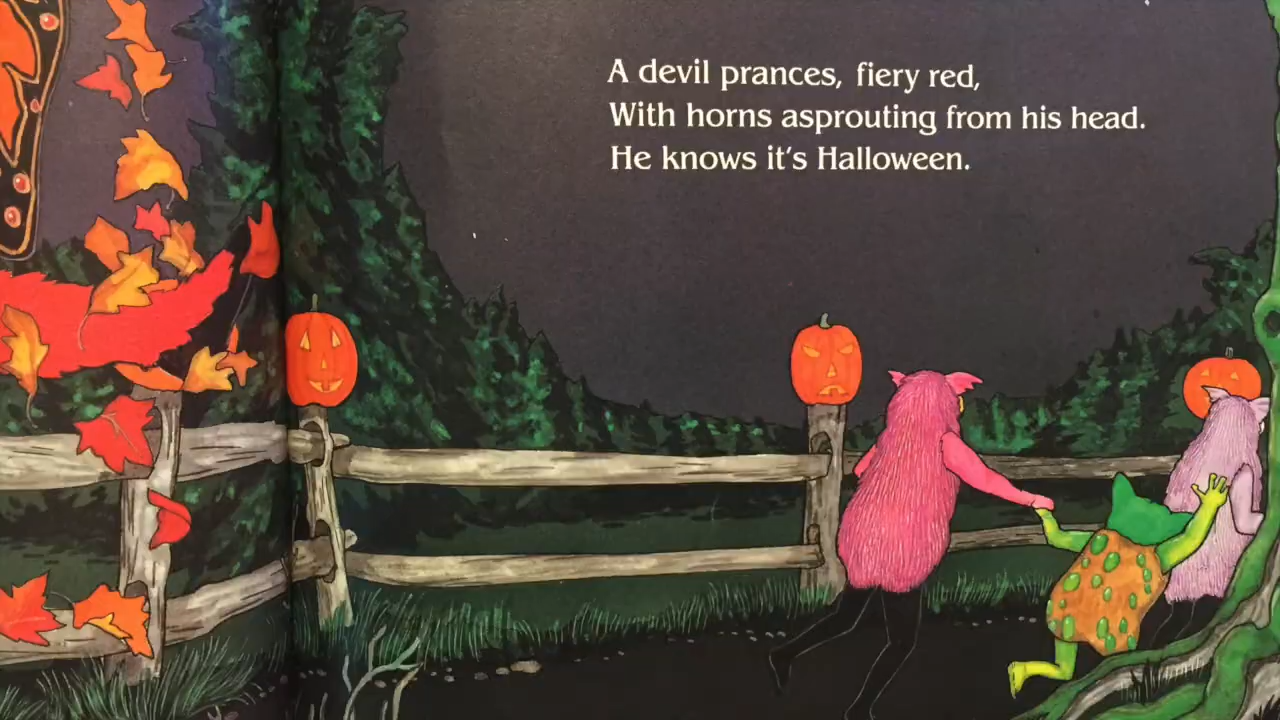 A devil prances, fiery red,
With horns asprouting from his head.
He knows it's Halloween.